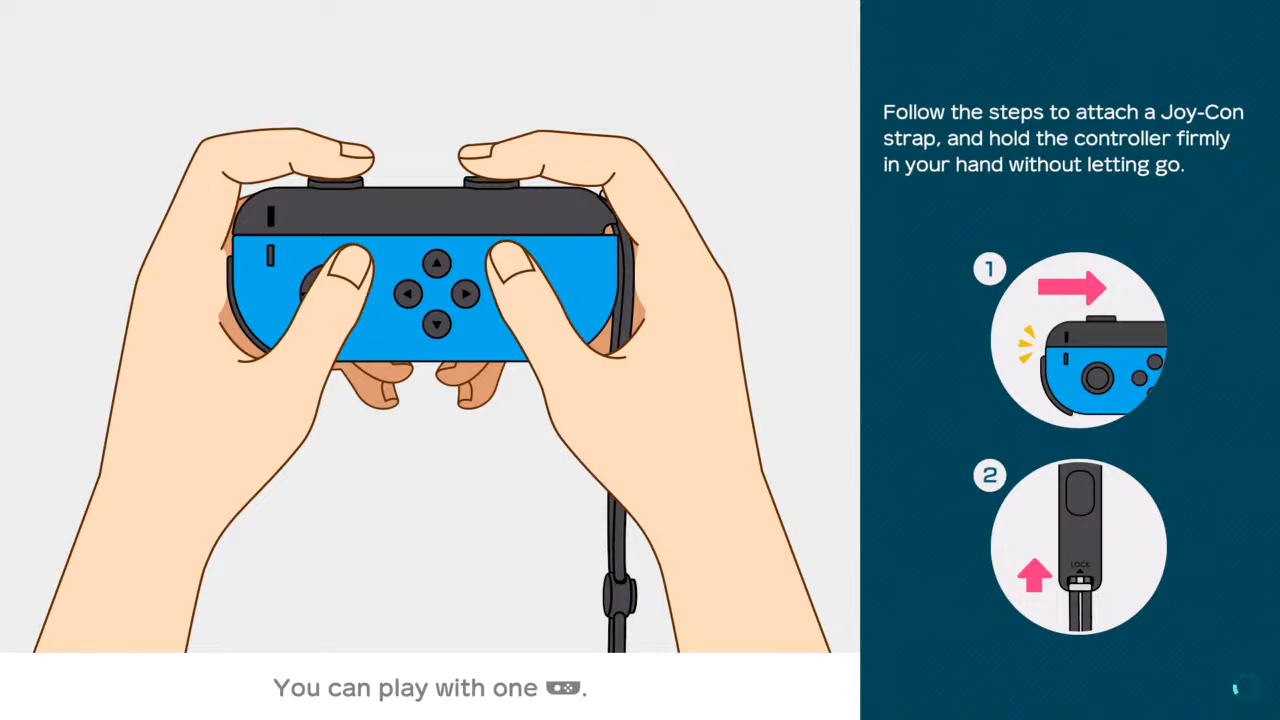 Follow the steps to attach a Joy-Con
strap, and hold the controller firmly
in your hand without letting go.
1
2
LOCK
You can play with one .